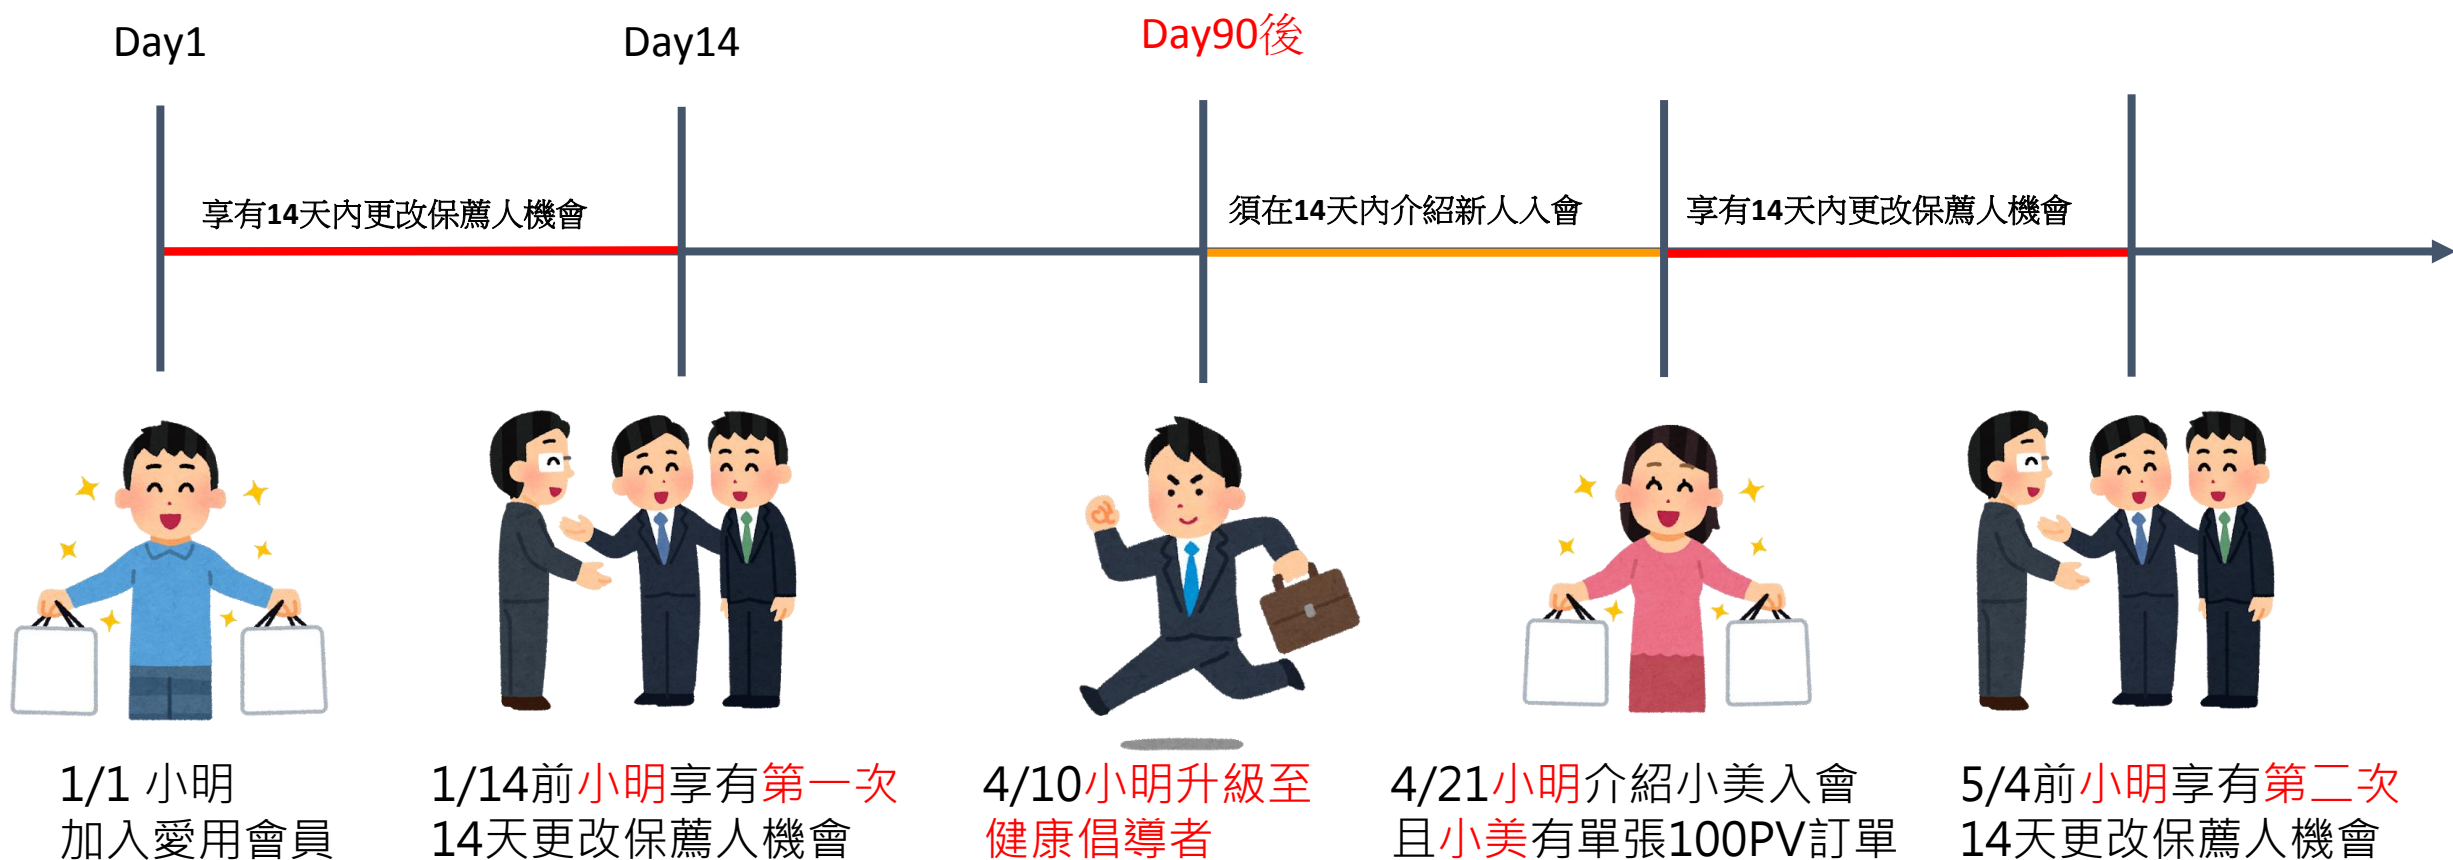 Day1
Day14
Day90後
享有14天內更改保薦人機會
須在14天內介紹新人入會
享有14天內更改保薦人機會
1/1 小明
加入愛用會員
1/14前小明享有第一次
14天更改保薦人機會
4/10小明升級至
健康倡導者
4/21小明介紹小美入會
且小美有單張100PV訂單
5/4前小明享有第二次
14天更改保薦人機會